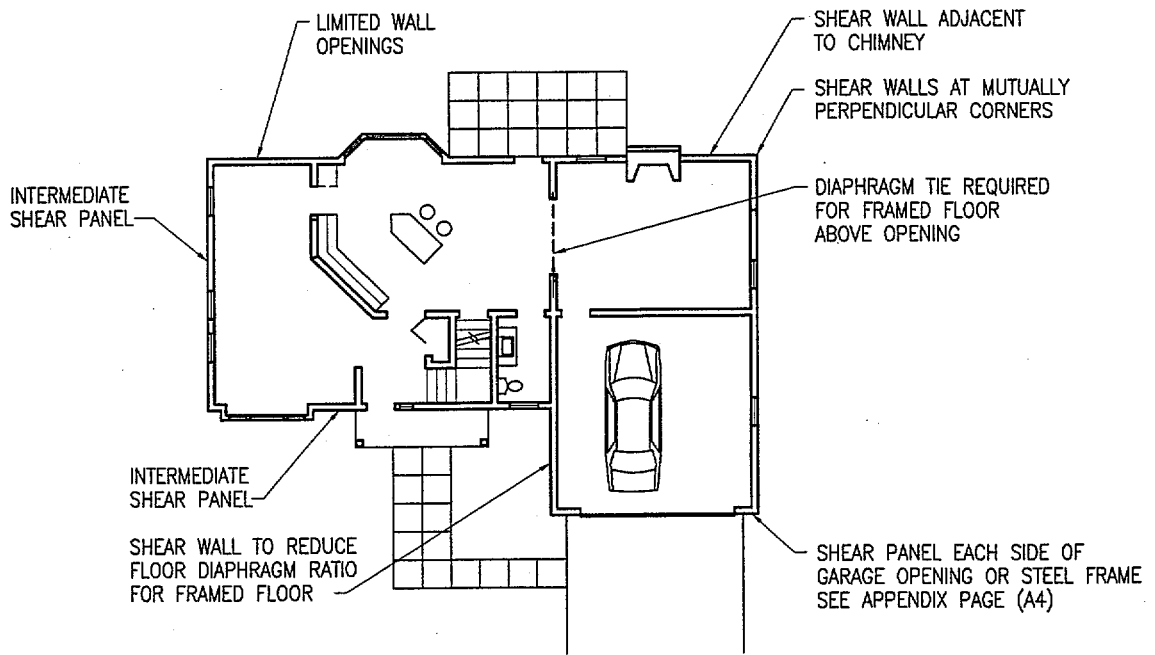 LIMITED WALL
OPENINGS
SHEAR WALL ADJACENT
TO CHIMNEY
SHEAR WALLS AT MUTUALLY
PERPENDICULAR CORNERS
INTERMEDIATE
SHEAR PANEL
DIAPHRAGM TIE REQUIRED
FOR FRAMED FLOOR
ABOVE OPENING
INTERMEDIATE
SHEAR PANEL
SHEAR WALL TO REDUCE
FLOOR DIAPHRAGM RATIO
FOR FRAMED FLOOR
SHEAR PANEL EACH SIDE OF
GARAGE OPENING OR STEEL FRAME
SEE APPENDIX PAGE (A4)